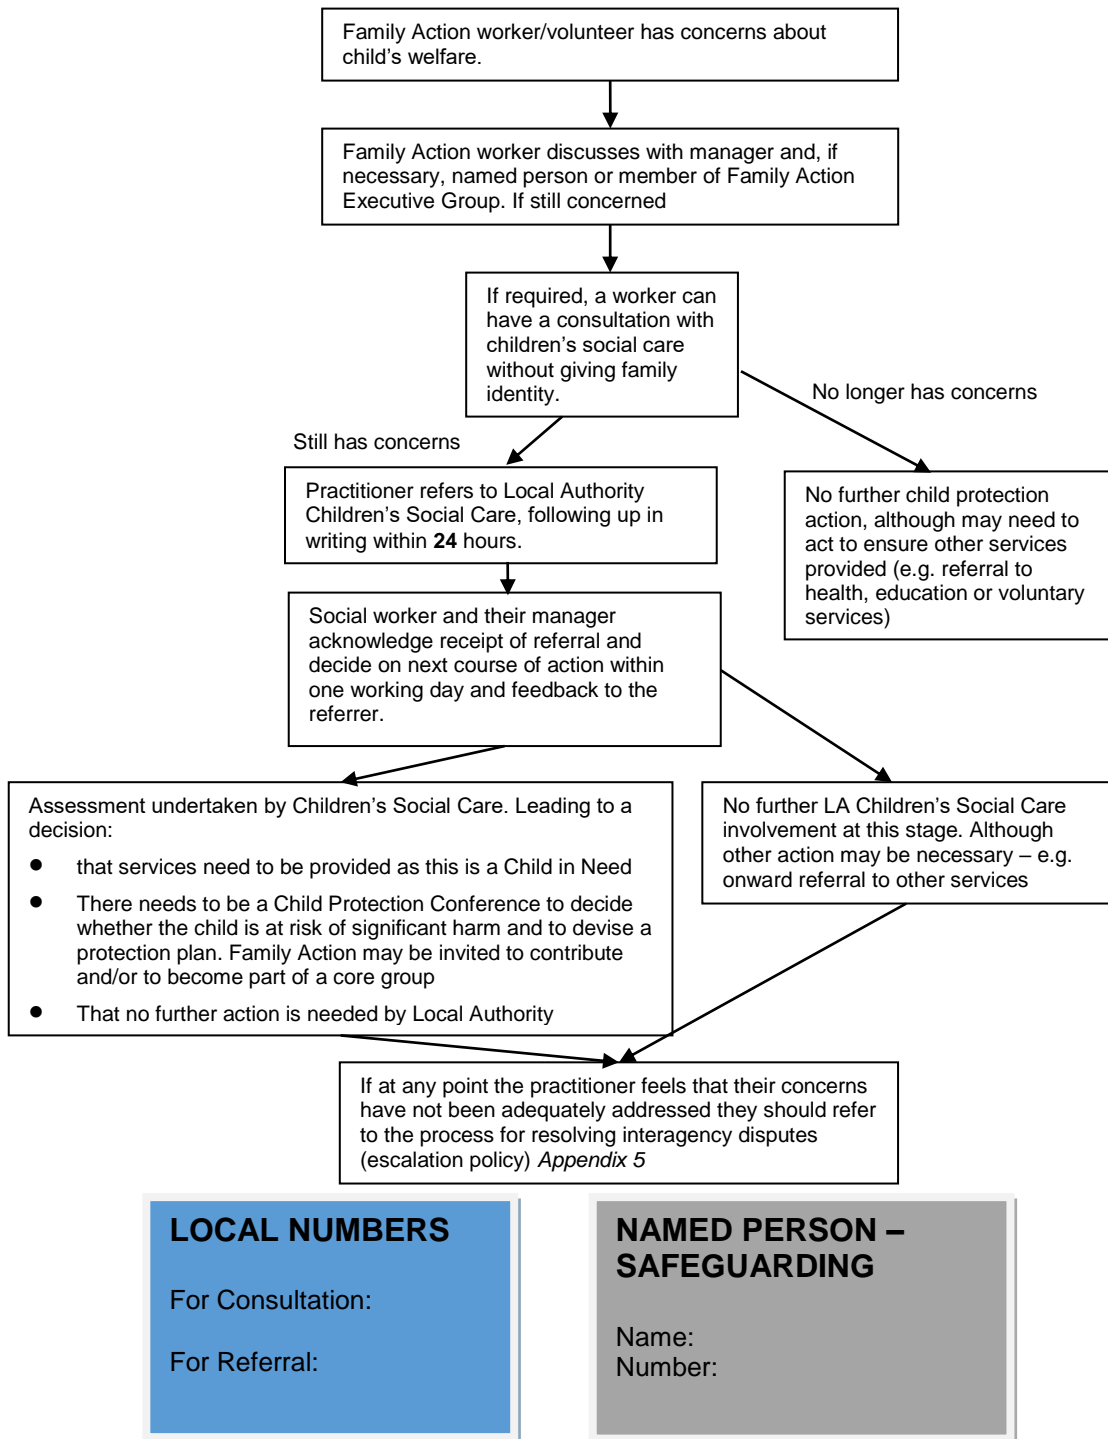 Family Action worker/volunteer has concerns about
child’s welfare.
Family Action worker discusses with manager and, if
necessary, named person or member of Family Action
Executive Group. If still concerned
If required, a worker can
have a consultation with
children’s social care
without giving family
identity.
No longer has concerns
Still has concerns
Practitioner refers to Local Authority
Children’s Social Care, following up in
writing within 24 hours.
No further child protection
action, although may need to
act to ensure other services
provided (e.g. referral to
health, education or voluntary
services)
Social worker and their manager
acknowledge receipt of referral and
decide on next course of action within
one working day and feedback to the
referrer.
Assessment undertaken by Children’s Social Care. Leading to a
decision:
● that services need to be provided as this is a Child in Need
● There needs to be a Child Protection Conference to decide
whether the child is at risk of significant harm and to devise a
protection plan. Family Action may be invited to contribute
and/or to become part of a core group
● That no further action is needed by Local Authority
No further LA Children’s Social Care
involvement at this stage. Although
other action may be necessary – e.g.
onward referral to other services
If at any point the practitioner feels that their concerns
have not been adequately addressed they should refer
to the process for resolving interagency disputes
(escalation policy) Appendix 5
LOCAL NUMBERS
For Consultation:
For Referral:
NAMED PERSON –
SAFEGUARDING
Name:
Number: